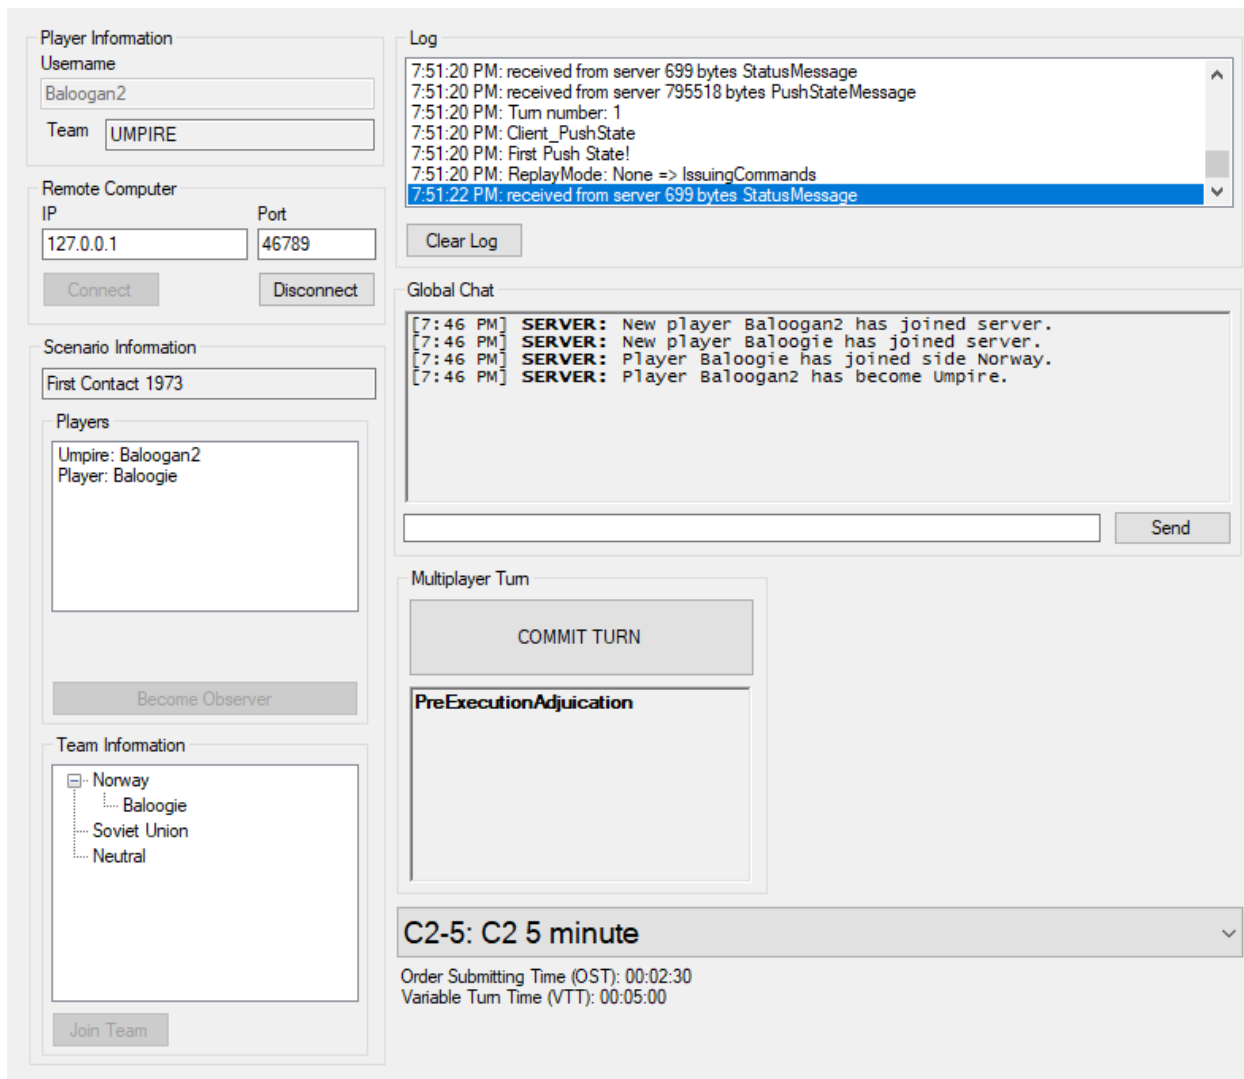 Player Information
Username
Baloogan2
Team UMPIRE
Remote Computer
IP Port
127.0.0.1 46789
Connect Disconnect
Scenario Information
First Contact 1973
Players
Umpire: Baloogan2
Player: Baloogie
Become Observer
Team Information
Norway
Baloogie
Soviet Union
Neutral
Join Team
Log
7:51:20 PM: received from server 699 bytes StatusMessage
7:51:20 PM: received from server 795518 bytes PushStateMessage
7:51:20 PM: Turn number: 1
7:51:20 PM: Client_PushState
7:51:20 PM: First Push State!
7:51:20 PM: ReplayMode: None => IssuingCommands
7:51:22 PM: received from server 699 bytes StatusMessage
Clear Log
Global Chat
[7:46 PM] SERVER: New player Baloogan2 has joined server.
[7:46 PM] SERVER: New player Baloogie has joined server.
[7:46 PM] SERVER: Player Baloogie has joined side Norway.
[7:46 PM] SERVER: Player Baloogan2 has become Umpire.
Send
Multiplayer Turn
COMMIT TURN
PreExecutionAdjuication
C2-5: C2 5 minute
Order Submitting Time (OST): 00:02:30
Variable Turn Time (VTT): 00:05:00